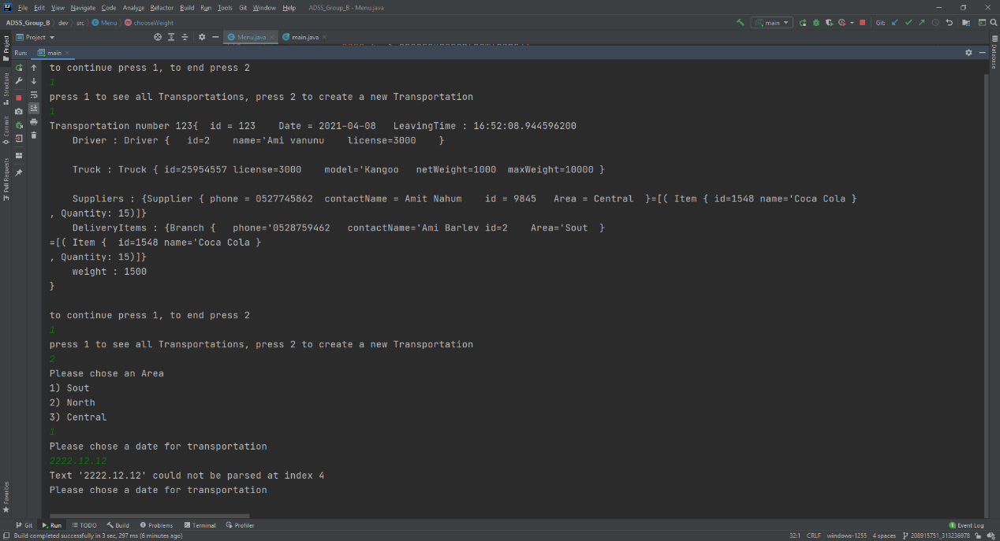 File Edit View Navigate Code Analyze Refactor Build Run Tools Git Window Help ADSS_Group_B - Menu.java
ADSS_Group_B dev src Menu chooseWeight main Git:
Project Menu.java main.java
Run: main
to continue press 1, to end press 2
1
press 1 to see all Transportations, press 2 to create a new Transportation
1
Transportation number 123{ id = 123 Date = 2021-04-08 LeavingTime : 16:52:08.944596200
Driver : Driver { id=2 name='Ami vanunu license=3000 }
Truck : Truck { id=25954557 license=3000 model='Kangoo netWeight=1000 maxWeight=10000 }
Suppliers : {Supplier { phone = 0527745862 contactName = Amit Nahum id = 9845 Area = Central }=[( Item { id=1548 name='Coca Cola }
, Quantity: 15)]}
DeliveryItems : {Branch { phone='0528759462 contactName='Ami Barlev id=2 Area='Sout }
=[( Item { id=1548 name='Coca Cola }
, Quantity: 15)]}
weight : 1500
}
to continue press 1, to end press 2
1
press 1 to see all Transportations, press 2 to create a new Transportation
2
Please chose an Area
1) Sout
2) North
3) Central
1
Please chose a date for transportation
2222.12.12
Text '2222.12.12' could not be parsed at index 4
Please chose a date for transportation
Project
Structure
Commit
Pull Requests
Favorites
Database
Git Run TODO Build Problems Terminal Profiler 1 Event Log
Build completed successfully in 3 sec, 297 ms (6 minutes ago) 32:1 CRLF windows-1255 4 spaces 208915751_313236978